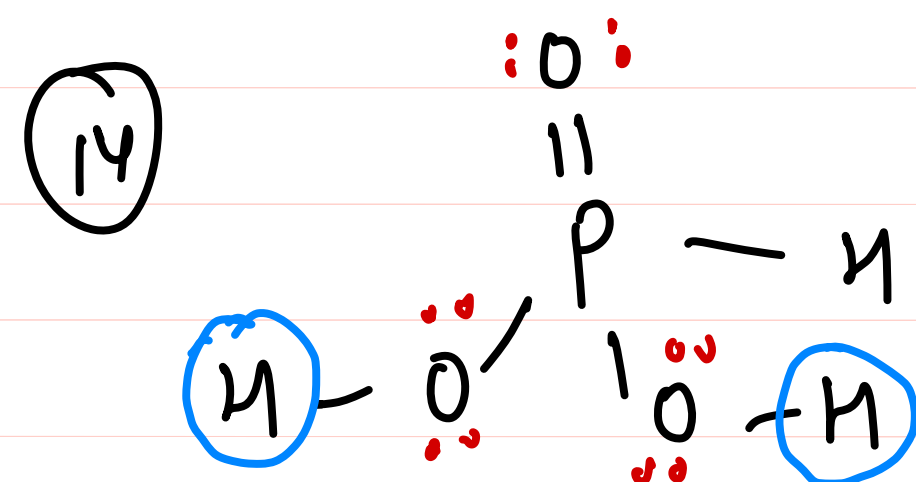 14
O
||
P — H
H — O
O — H